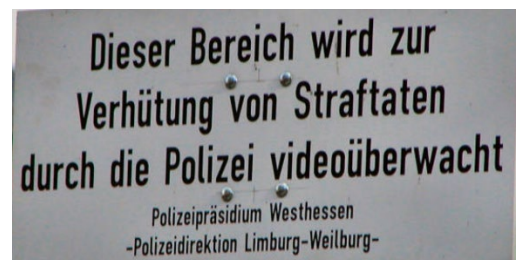 Dieser Bereich wird zur
Verhütung von Straftaten
durch die Polizei videoüberwacht
Polizeipräsidium Westhessen
-Polizeidirektion Limburg-Weilburg-